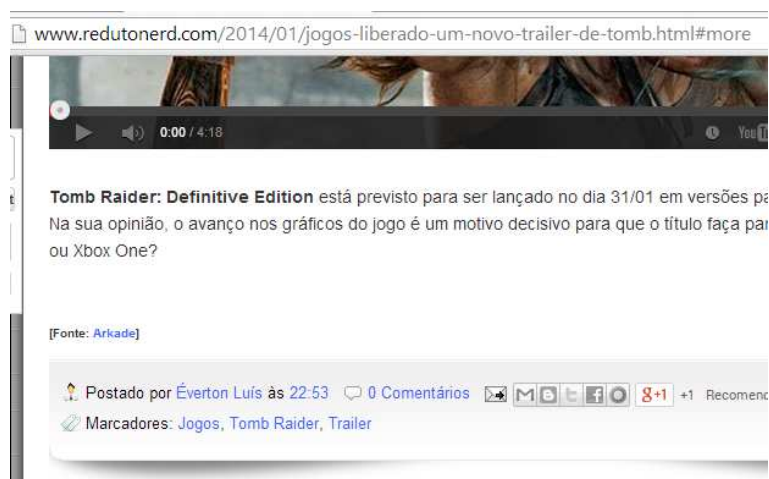 www.redutonerd.com/2014/01/jogos-liberado-um-novo-trailer-de-tomb.html#more
0:00 / 4:18
Tomb Raider: Definitive Edition está previsto para ser lançado no dia 31/01 em versões pa
Na sua opinião, o avanço nos gráficos do jogo é um motivo decisivo para que o título faça par
ou Xbox One?
[Fonte: Arkade]
Postado por Éverton Luís às 22:53 0 Comentários g+1 +1 Recomend
Marcadores: Jogos, Tomb Raider, Trailer